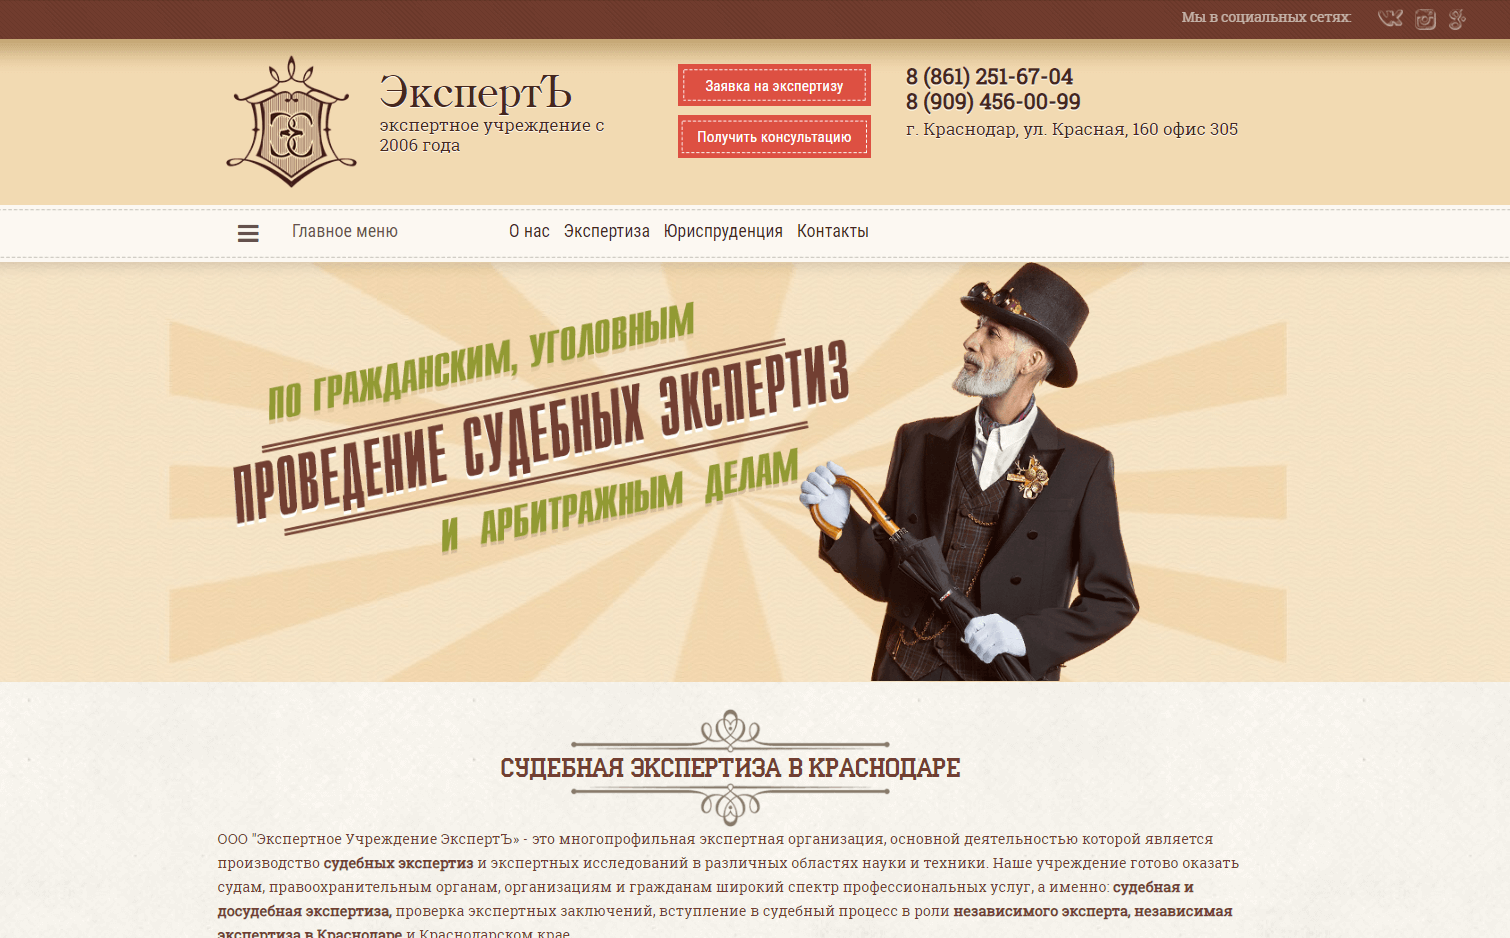 Мы в социальных сетях:
ЭкспертЪ
экспертное учреждение с
2006 года
Заявка на экспертизу
Получить консультацию
8 (861) 251-67-04
8 (909) 456-00-99
г. Краснодар, ул. Красная, 160 офис 305
Главное меню
О нас Экспертиза Юриспруденция Контакты
ПО ГРАЖДАНСКИМ, УГОЛОВНЫМ
ПРОВЕДЕНИЕ СУДЕБНЫХ ЭКСПЕРТИЗ
И АРБИТРАЖНЫМ ДЕЛАМ
СУДЕБНАЯ ЭКСПЕРТИЗА В КРАСНОДАРЕ
ООО "Экспертное Учреждение ЭкспертЪ» - это многопрофильная экспертная организация, основной деятельностью которой является
производство судебных экспертиз и экспертных исследований в различных областях науки и техники. Наше учреждение готово оказать
судам, правоохранительным органам, организациям и гражданам широкий спектр профессиональных услуг, а именно: судебная и
досудебная экспертиза, проверка экспертных заключений, вступление в судебный процесс в роли независимого эксперта, независимая
экспертиза в Краснодаре и Краснодарском крае.